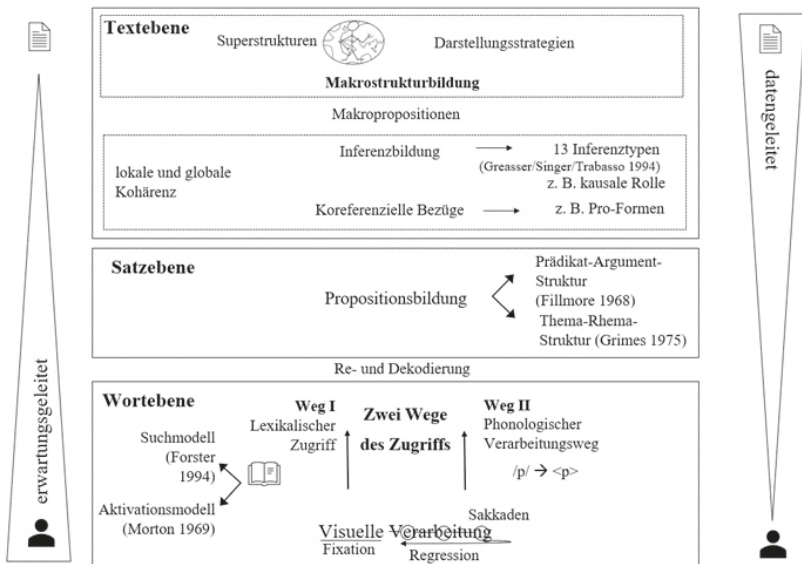 Textebene
Superstrukturen
Darstellungsstrategien
Makrostrukturbildung
Makropropositionen
lokale und globale
Kohärenz
Inferenzbildung
13 Inferenztypen
(Greasser/Singer/Trabasso 1994)
z. B. kausale Rolle
Koreferenzielle Bezüge
z. B. Pro-Formen
Satzebene
Propositionsbildung
Prädikat-Argument-
Struktur
(Fillmore 1968)
Thema-Rhema-
Struktur (Grimes 1975)
Re- und Dekodierung
Wortebene
Suchmodell
(Forster
1994)
Aktivationsmodell
(Morton 1969)
Weg I
Lexikalischer
Zugriff
Zwei Wege
des Zugriffs
Weg II
Phonologischer
Verarbeitungsweg
/p/ → <p>
Sakkaden
Visuelle Verarbeitung
Fixation
Regression
erwartungsgeleitet
datengeleitet